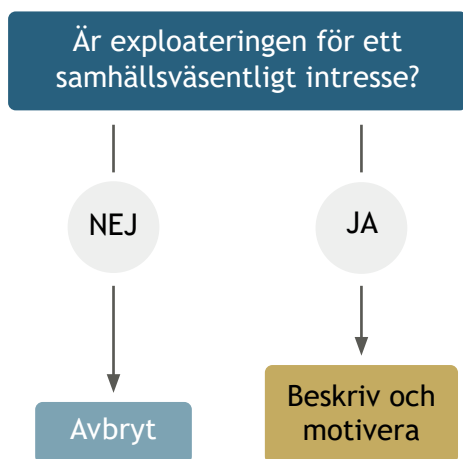 Är exploateringen för ett
samhällsväsentligt intresse?
NEJ
JA
Avbryt
Beskriv och
motivera